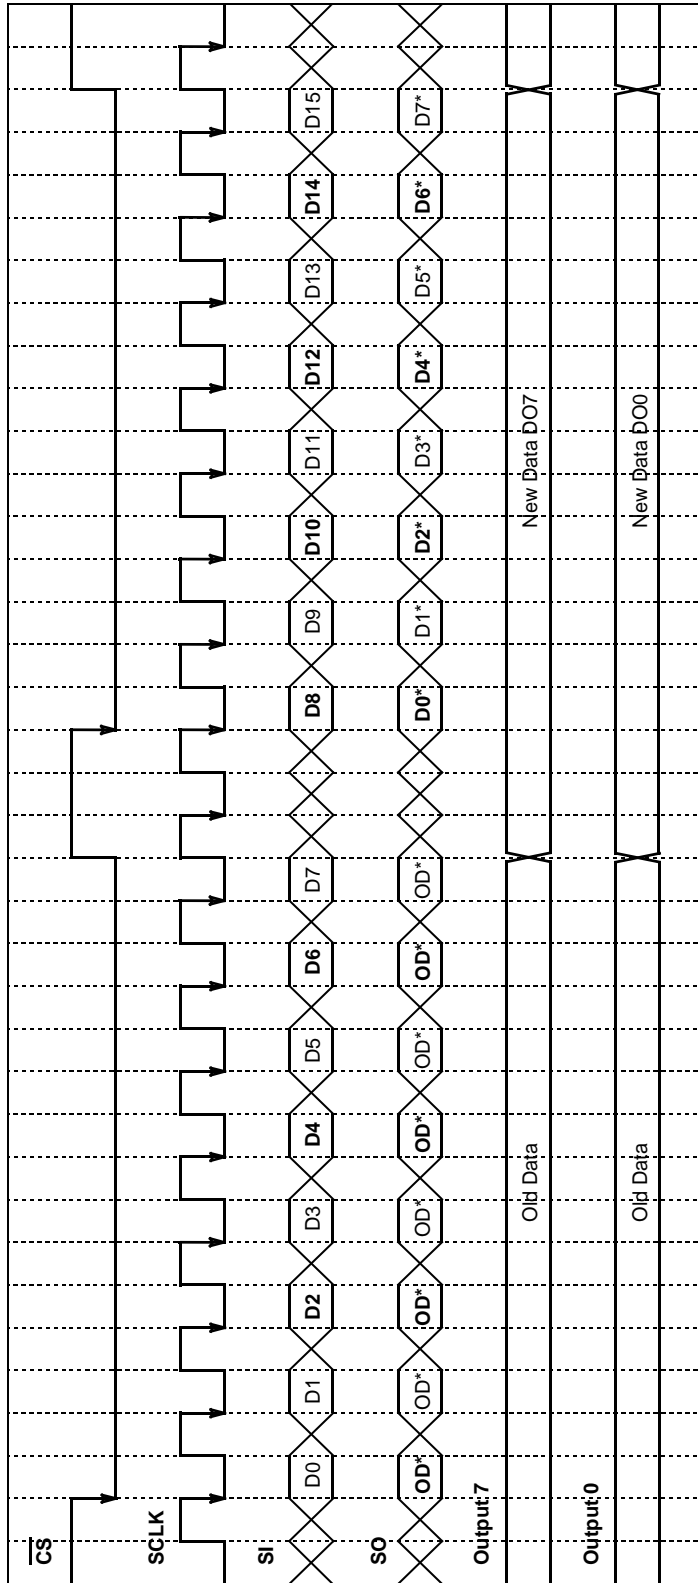 CS
SCLK
SI D0 D1 D2 D3 D4 D5 D6 D7 D8 D9 D10 D11 D12 D13 D14 D15
SO OD* OD* OD* OD* OD* OD* OD* OD* D0* D1* D2* D3* D4* D5* D6* D7*
Output 7 Old Data New Data DO7
Output 0 Old Data New Data DO0